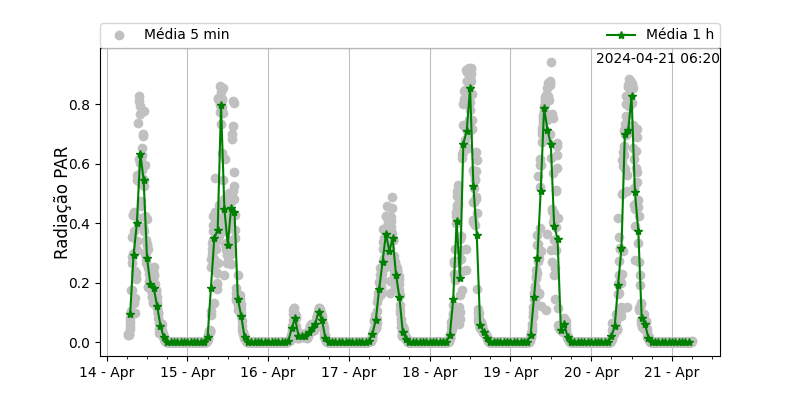 Média 5 min
Média 1 h
2024-04-21 06:20
Radiação PAR
0.8
0.6
0.4
0.2
0.0
14 - Apr
15 - Apr
16 - Apr
17 - Apr
18 - Apr
19 - Apr
20 - Apr
21 - Apr